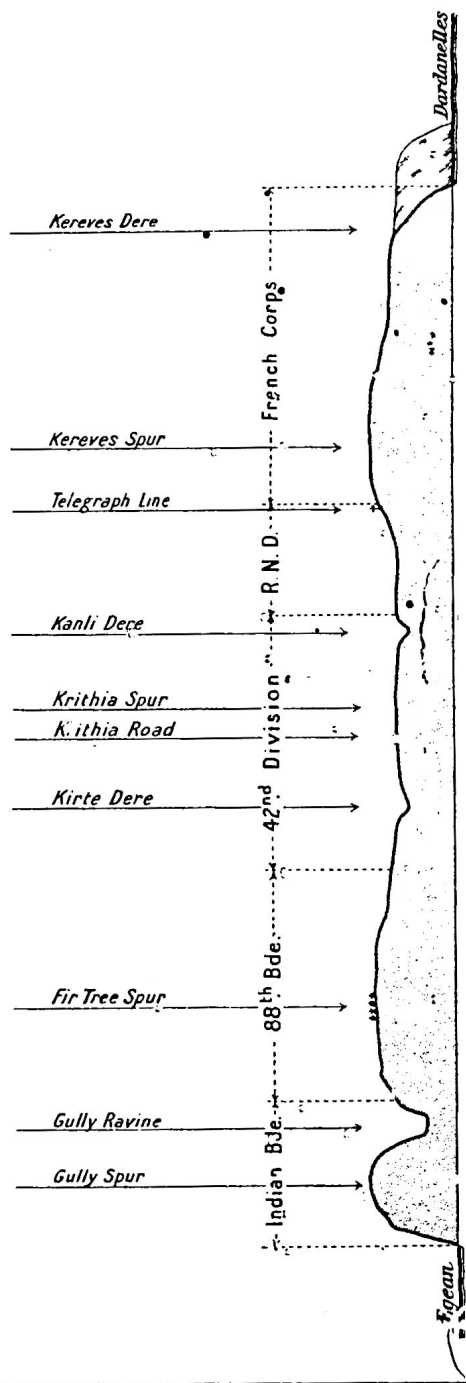 Dardanelles
Kereves Dere
French Corps
Kereves Spur
Telegraph Line
R.N.D.
Kanli Dere
Krithia Spur
Krithia Road
42nd Division
Kirte Dere
88th Bde.
Fir Tree Spur
Gully Ravine
Indian Bde.
Gully Spur
Ægean